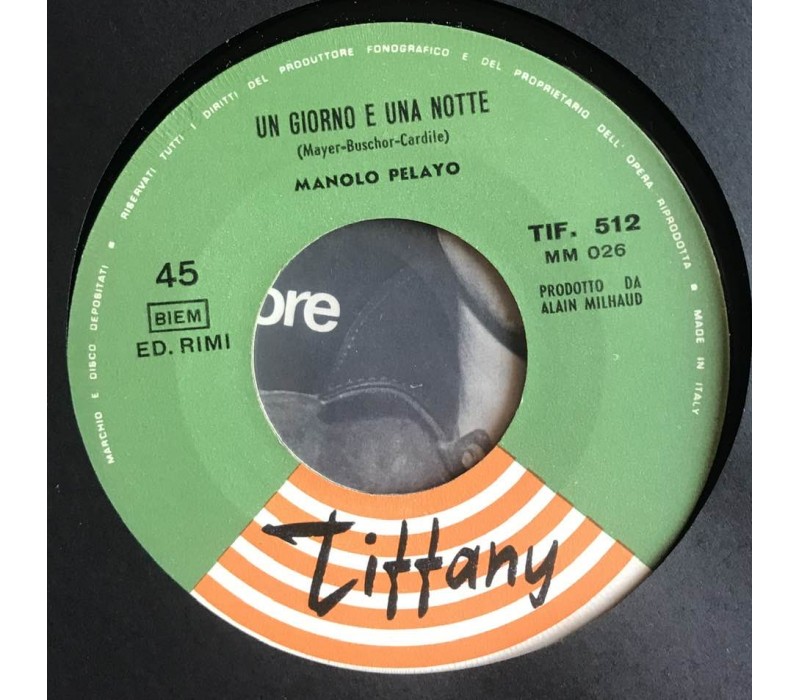 MARCHIO E DISCO DEPOSITATI • RISERVATI TUTTI I DIRITTI DEL PRODUTTORE FONOGRAFICO E DEL PROPRIETARIO DELL'OPERA RIPRODOTTA • MADE IN ITALY
UN GIORNO E UNA NOTTE
(Mayer-Buschor-Cardile)
MANOLO PELAYO
TIF. 512
MM 026
PRODOTTO DA
ALAIN MILHAUD
45
BIEM
ED. RIMI
ore
Tiffany